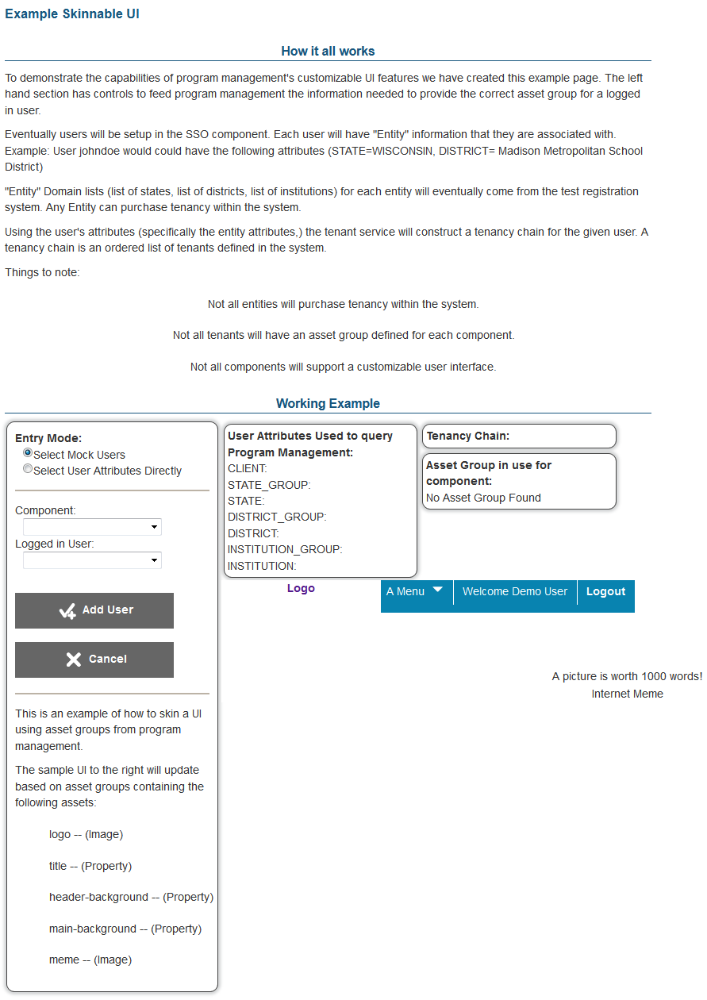 Example Skinnable UI
How it all works
To demonstrate the capabilities of program management's customizable UI features we have created this example page. The left
hand section has controls to feed program management the information needed to provide the correct asset group for a logged
in user.
Eventually users will be setup in the SSO component. Each user will have "Entity" information that they are associated with.
Example: User johndoe would could have the following attributes (STATE=WISCONSIN, DISTRICT= Madison Metropolitan School
District)
"Entity" Domain lists (list of states, list of districts, list of institutions) for each entity will eventually come from the test registration
system. Any Entity can purchase tenancy within the system.
Using the user's attributes (specifically the entity attributes,) the tenant service will construct a tenancy chain for the given user. A
tenancy chain is an ordered list of tenants defined in the system.
Things to note:
Not all entities will purchase tenancy within the system.
Not all tenants will have an asset group defined for each component.
Not all components will support a customizable user interface.
Working Example
Entry Mode:
Select Mock Users
Select User Attributes Directly
Component:
Logged in User:
Add User
Cancel
This is an example of how to skin a UI
using asset groups from program
management.
The sample UI to the right will update
based on asset groups containing the
following assets:
logo -- (Image)
title -- (Property)
header-background -- (Property)
main-background -- (Property)
meme -- (Image)
User Attributes Used to query
Program Management:
CLIENT:
STATE_GROUP:
STATE:
DISTRICT_GROUP:
DISTRICT:
INSTITUTION_GROUP:
INSTITUTION:
Tenancy Chain:
Asset Group in use for
component:
No Asset Group Found
Logo
A Menu
Welcome Demo User
Logout
A picture is worth 1000 words!
Internet Meme